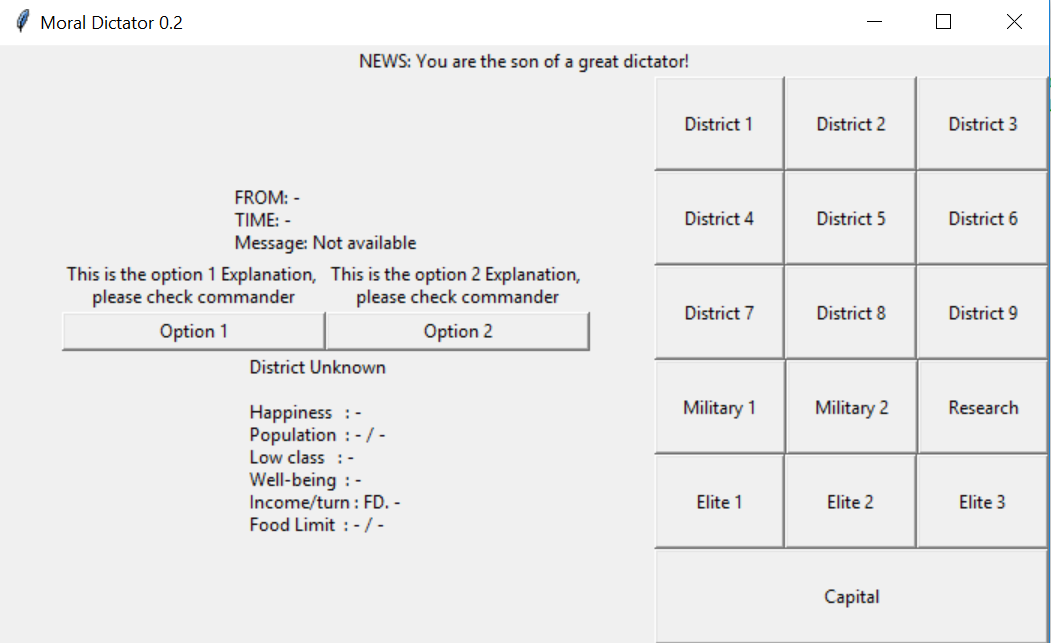 Moral Dictator 0.2
NEWS: You are the son of a great dictator!
FROM: -
TIME: -
Message: Not available
This is the option 1 Explanation,
please check commander
This is the option 2 Explanation,
please check commander
Option 1
Option 2
District Unknown
Happiness : -
Population : - / -
Low class : -
Well-being : -
Income/turn : FD. -
Food Limit : - / -
District 1
District 2
District 3
District 4
District 5
District 6
District 7
District 8
District 9
Military 1
Military 2
Research
Elite 1
Elite 2
Elite 3
Capital